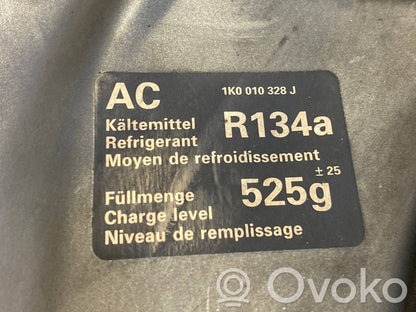 AC 1K0 010 328 J
Kältemittel
Refrigerant R134a
Moyen de refroidissement
± 25
Füllmenge 525g
Charge level
Niveau de remplissage
Ovoko